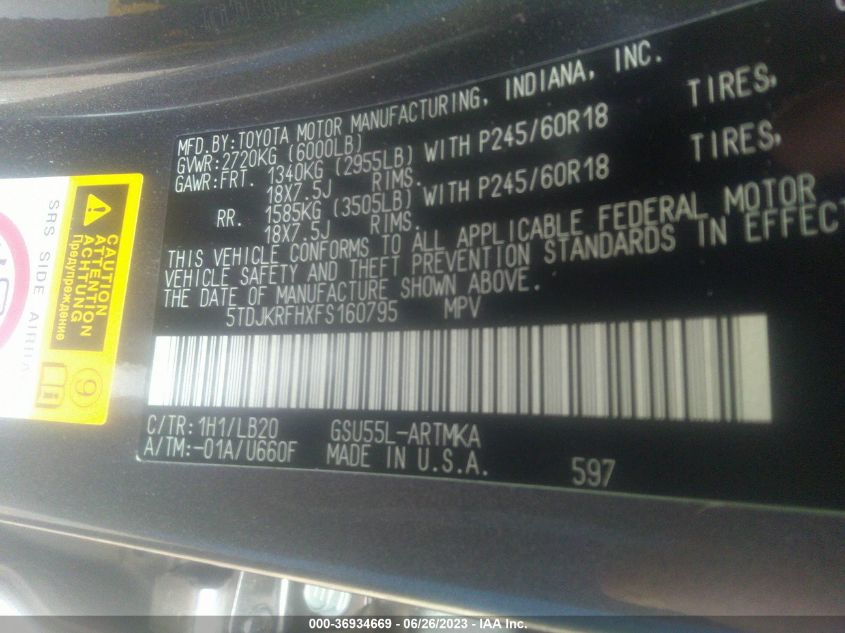 MFD.BY:TOYOTA MOTOR MANUFACTURING, INDIANA, INC.
GVWR:2720KG (6000LB)
GAWR:FRT. 1340KG (2955LB) WITH P245/60R18 TIRES,
18X7.5J RIMS.
RR. 1585KG (3505LB) WITH P245/60R18 TIRES,
18X7.5J RIMS.
THIS VEHICLE CONFORMS TO ALL APPLICABLE FEDERAL MOTOR
VEHICLE SAFETY AND THEFT PREVENTION STANDARDS IN EFFECT
THE DATE OF MANUFACTURE SHOWN ABOVE.
5TDJKRFHXFS160795 MPV
C/TR:1H1/LB20 GSU55L-ARTMKA
A/TM:-01A/U660F MADE IN U.S.A. 597
CAUTION
ATTENTION
ACHTUNG
Предупреждение
9
SRS SIDE
000-36934669 / 06/26/2023 - IAA Inc.